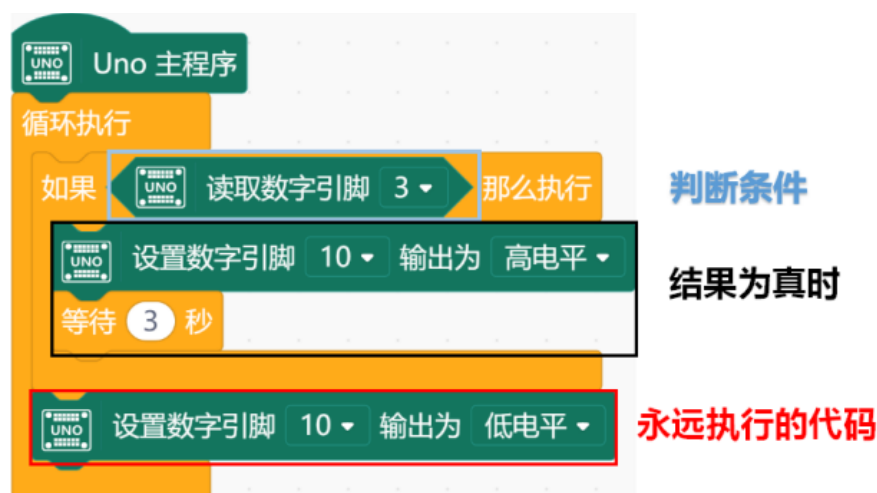 UNO Uno 主程序
循环执行
如果 UNO 读取数字引脚 3 那么执行 判断条件
UNO 设置数字引脚 10 输出为 高电平
结果为真时
等待 3 秒
UNO 设置数字引脚 10 输出为 低电平 永远执行的代码